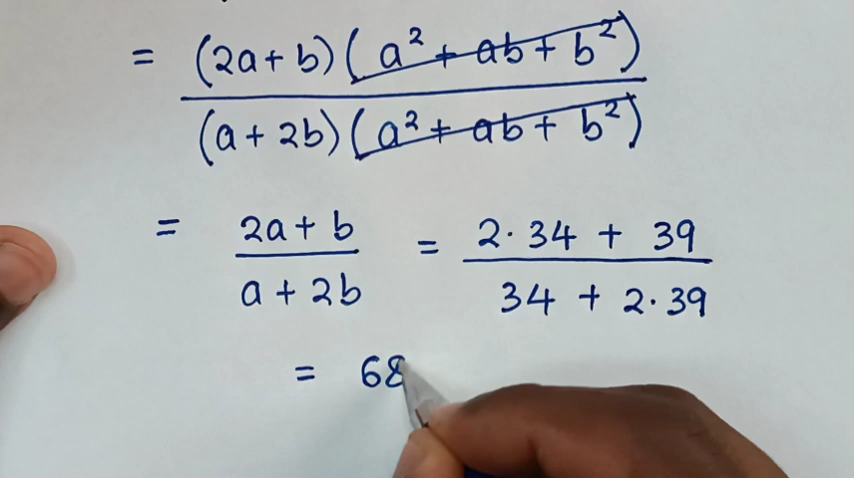 = (2a + b)(a² + ab + b²)
(a + 2b)(a² + ab + b²)
= 2a + b = 2·34 + 39
a + 2b 34 + 2·39
= 68